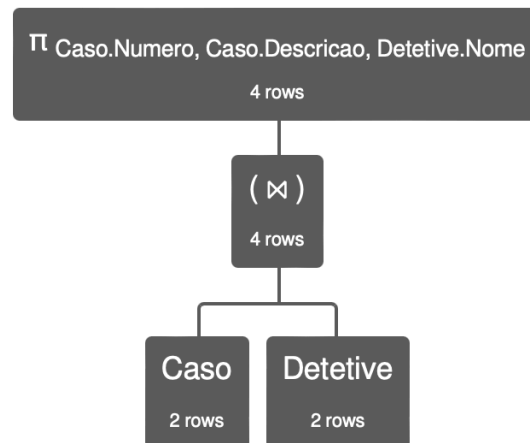 π Caso.Numero, Caso.Descricao, Detetive.Nome
4 rows
( ⋈ )
4 rows
Caso
2 rows
Detetive
2 rows